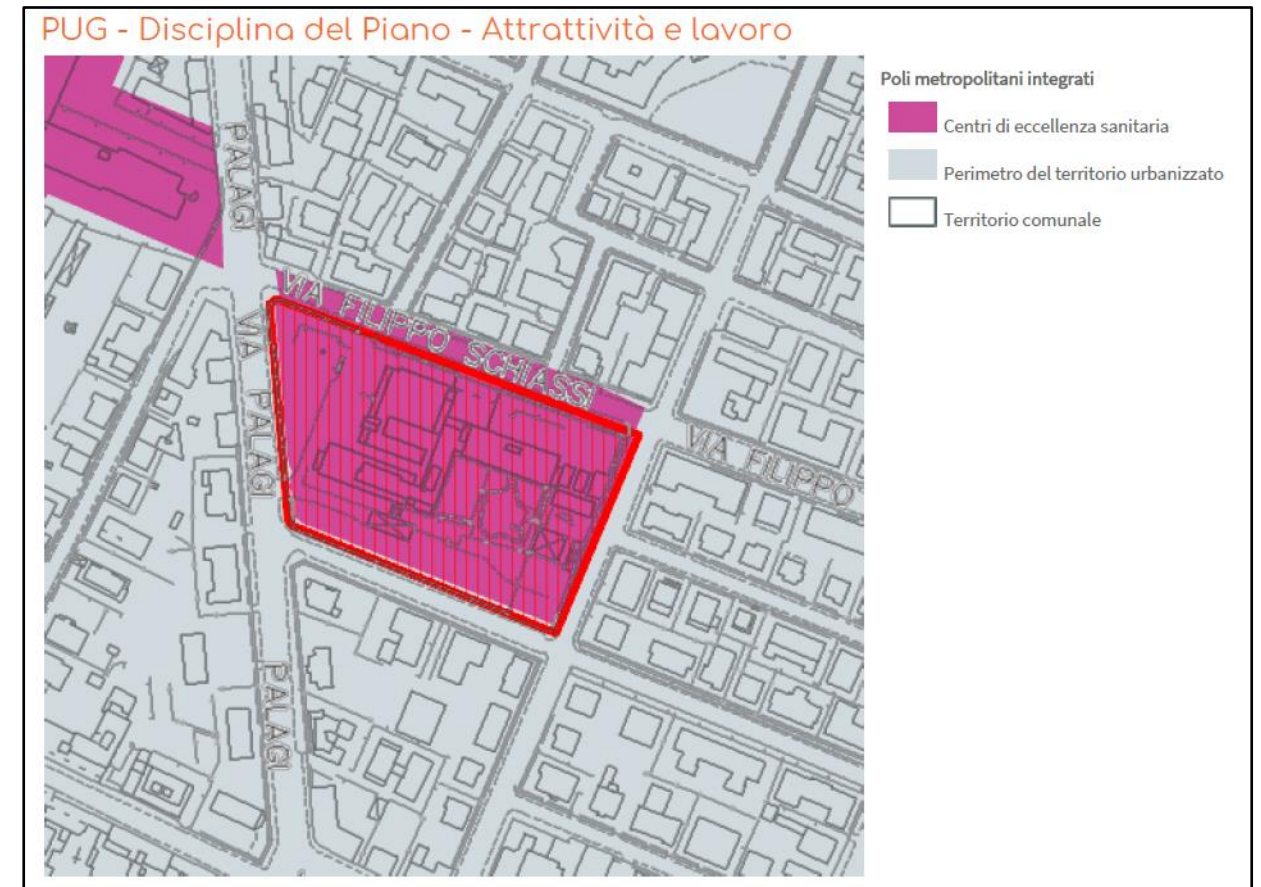 PUG - Disciplina del Piano - Attrattività e lavoro
Poli metropolitani integrati
Centri di eccellenza sanitaria
Perimetro del territorio urbanizzato
Territorio comunale
PALAGI
VIA FILIPPO SCHIASSI
VIA PALAGI
VIA FILIPPO
PALAGI